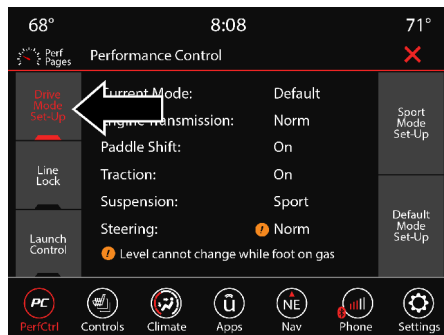 68°
8:08
71°
Perf
Pages
Performance Control
Drive
Mode
Set-Up
Current Mode:
Default
Engine Transmission:
Norm
Paddle Shift:
On
Traction:
On
Suspension:
Sport
Steering:
! Norm
! Level cannot change while foot on gas
Line
Lock
Launch
Control
Sport
Mode
Set-Up
Default
Mode
Set-Up
PC
PerfCtrl
Controls
Climate
û
Apps
NE
Nav
Phone
Settings